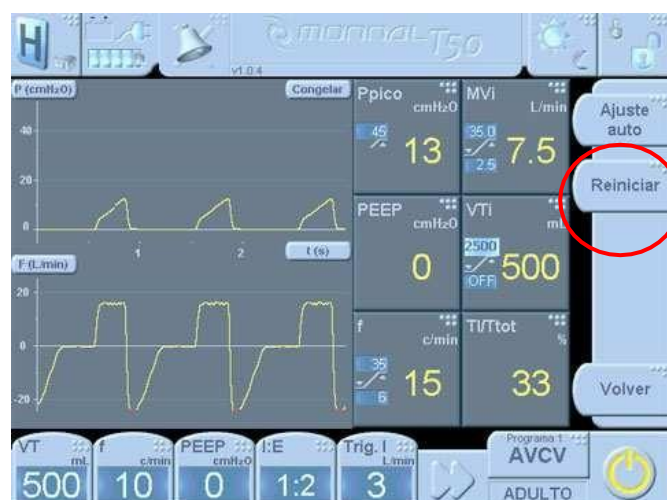 H
MONNAL T50
v1.0.4
P (cmH₂O)
Congelar
40
20
0
1
2
t (s)
F (L/min)
20
0
-20
Ppico
cmH₂O
45
13
MVi
L/min
35.0
2.5
7.5
PEEP
cmH₂O
0
VTi
mL
2500
OFF
500
f
c/min
35
6
15
TI/Ttot
%
33
Ajuste
auto
Reiniciar
Volver
VT
mL
500
f
c/min
10
PEEP
cmH₂O
0
I:E
1:2
Trig. I
L/min
3
Programa 1
AVCV
ADULTO